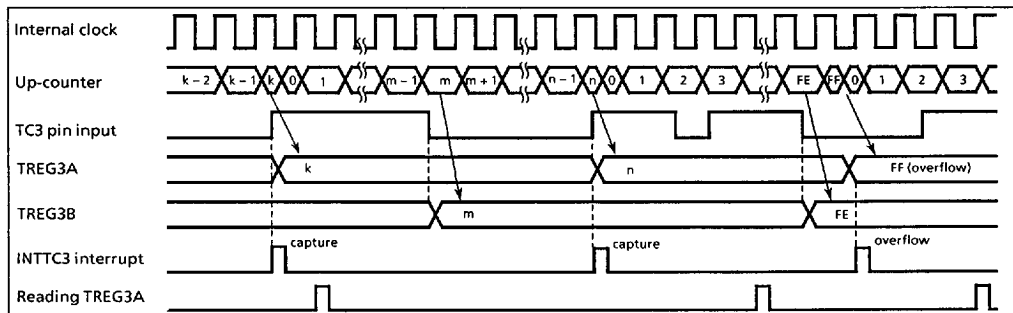 Internal clock
Up-counter
k – 2 k – 1 k 0 1 m – 1 m m + 1 n – 1 n 0 1 2 3 FE FF 0 1 2 3
TC3 pin input
TREG3A
k n FF (overflow)
TREG3B
m FE
INTTC3 interrupt
capture capture overflow
Reading TREG3A